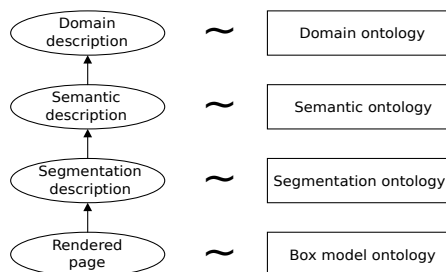 Domain
description
~
Domain ontology
Semantic
description
~
Semantic ontology
Segmentation
description
~
Segmentation ontology
Rendered
page
~
Box model ontology